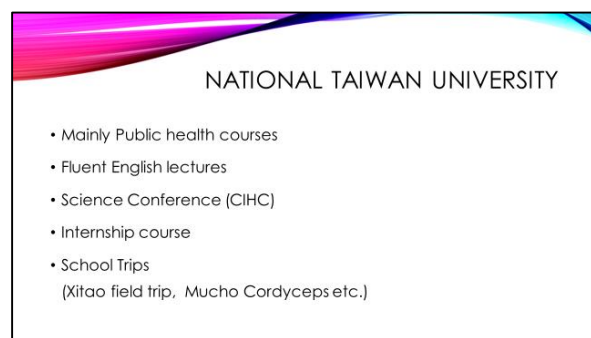 NATIONAL TAIWAN UNIVERSITY
• Mainly Public health courses
• Fluent English lectures
• Science Conference (CIHC)
• Internship course
• School Trips
(Xitao field trip, Mucho Cordyceps etc.)